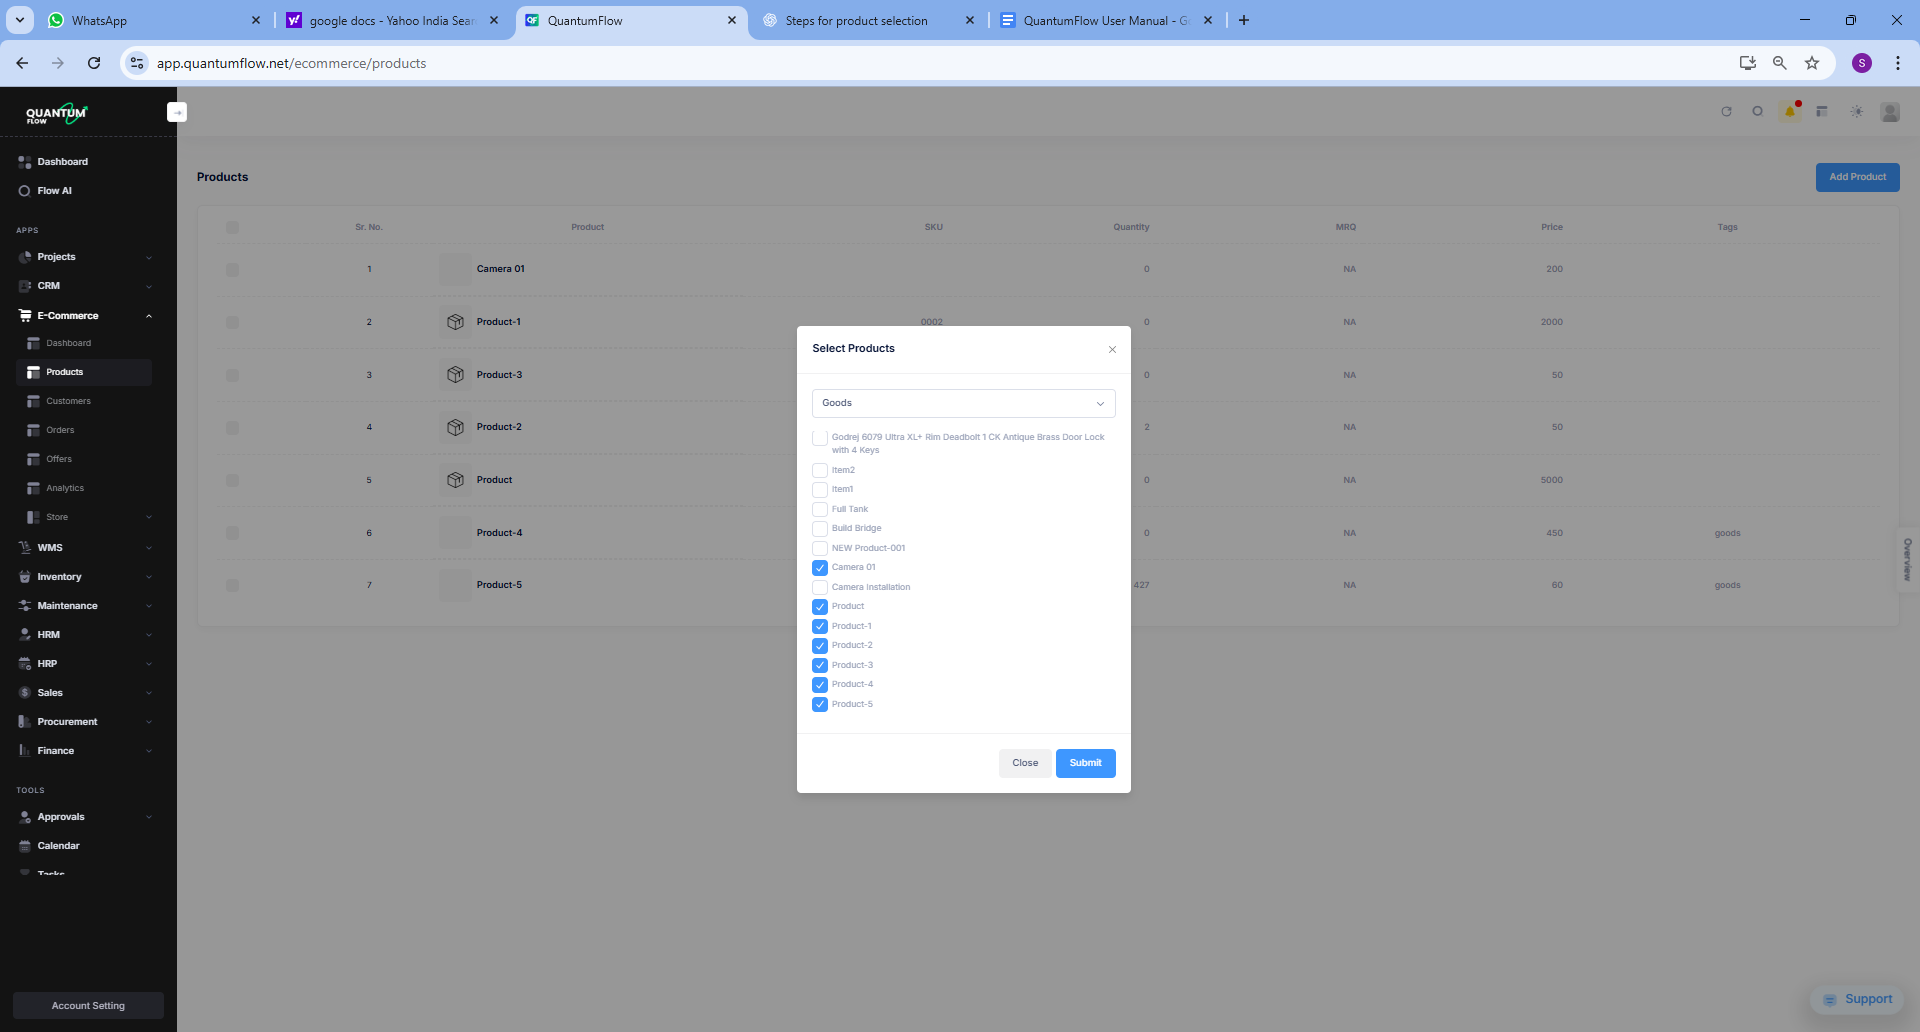 WhatsApp
google docs - Yahoo India Sear
QuantumFlow
Steps for product selection
QuantumFlow User Manual - G
app.quantumflow.net/ecommerce/products
S
QUANTUM
FLOW
Dashboard
Flow AI
APPS
Projects
CRM
E-Commerce
Dashboard
Products
Customers
Orders
Offers
Analytics
Store
WMS
Inventory
Maintenance
HRM
HRP
Sales
Procurement
Finance
TOOLS
Approvals
Calendar
Tasks
Account Setting
Products
Add Product
Sr. No. Product SKU Quantity MRQ Price Tags
1 Camera 01 0 NA 200
2 Product-1 0002 0 NA 2000
3 Product-3 0 NA 50
4 Product-2 2 NA 50
5 Product 0 NA 5000
6 Product-4 0 NA 450 goods
7 Product-5 427 NA 60 goods
Select Products
Goods
Godrej 6079 Ultra XL+ Rim Deadbolt 1 CK Antique Brass Door Lock
with 4 Keys
Item2
Item1
Full Tank
Build Bridge
NEW Product-001
Camera 01
Camera Installation
Product
Product-1
Product-2
Product-3
Product-4
Product-5
Close
Submit
Overview
Support